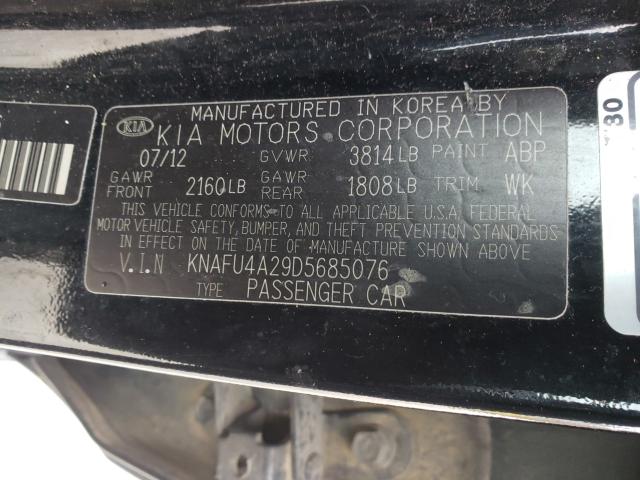 MANUFACTURED IN KOREA BY
KIA KIA MOTORS CORPORATION
07/12 GVWR 3814LB PAINT ABP
GAWR FRONT 2160LB GAWR REAR 1808LB TRIM WK
THIS VEHICLE CONFORMS TO ALL APPLICABLE U.S.A. FEDERAL
MOTOR VEHICLE SAFETY, BUMPER, AND THEFT PREVENTION STANDARDS
IN EFFECT ON THE DATE OF MANUFACTURE SHOWN ABOVE
V.I.N KNAFU4A29D5685076
TYPE PASSENGER CAR
80